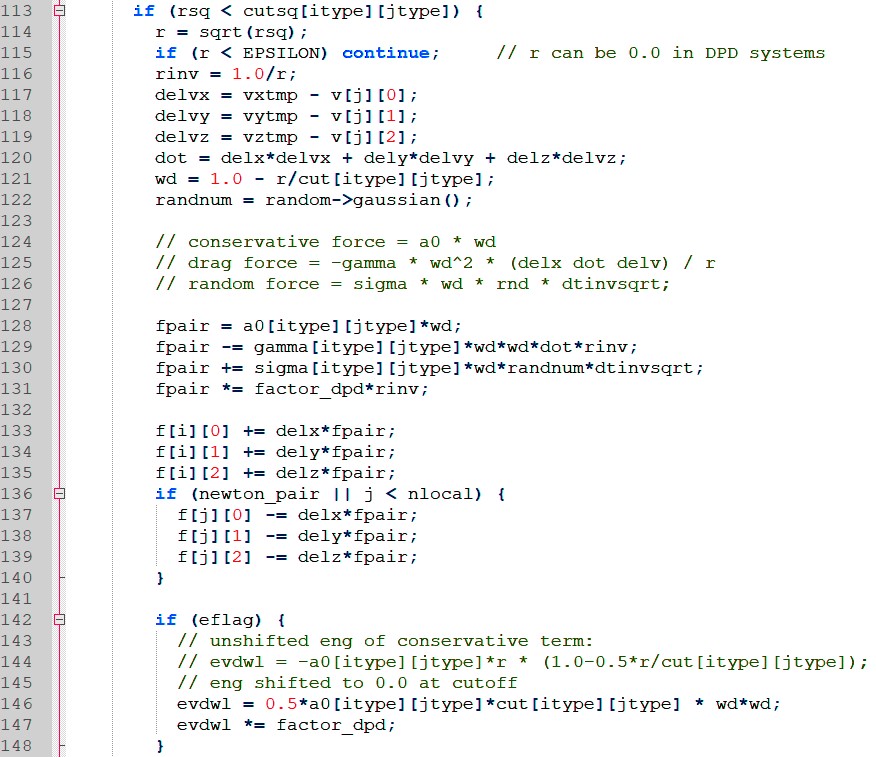 113 if (rsq < cutsq[itype][jtype]) {
114 r = sqrt(rsq);
115 if (r < EPSILON) continue;     // r can be 0.0 in DPD systems
116 rinv = 1.0/r;
117 delvx = vxtmp - v[j][0];
118 delvy = vytmp - v[j][1];
119 delvz = vztmp - v[j][2];
120 dot = delx*delvx + dely*delvy + delz*delvz;
121 wd = 1.0 - r/cut[itype][jtype];
122 randnum = random->gaussian();
123
124 // conservative force = a0 * wd
125 // drag force = -gamma * wd^2 * (delx dot delv) / r
126 // random force = sigma * wd * rnd * dtinvsqrt;
127
128 fpair = a0[itype][jtype]*wd;
129 fpair -= gamma[itype][jtype]*wd*wd*dot*rinv;
130 fpair += sigma[itype][jtype]*wd*randnum*dtinvsqrt;
131 fpair *= factor_dpd*rinv;
132
133 f[i][0] += delx*fpair;
134 f[i][1] += dely*fpair;
135 f[i][2] += delz*fpair;
136 if (newton_pair || j < nlocal) {
137 f[j][0] -= delx*fpair;
138 f[j][1] -= dely*fpair;
139 f[j][2] -= delz*fpair;
140 }
141
142 if (eflag) {
143 // unshifted eng of conservative term:
144 // evdwl = -a0[itype][jtype]*r * (1.0-0.5*r/cut[itype][jtype]);
145 // eng shifted to 0.0 at cutoff
146 evdwl = 0.5*a0[itype][jtype]*cut[itype][jtype] * wd*wd;
147 evdwl *= factor_dpd;
148 }